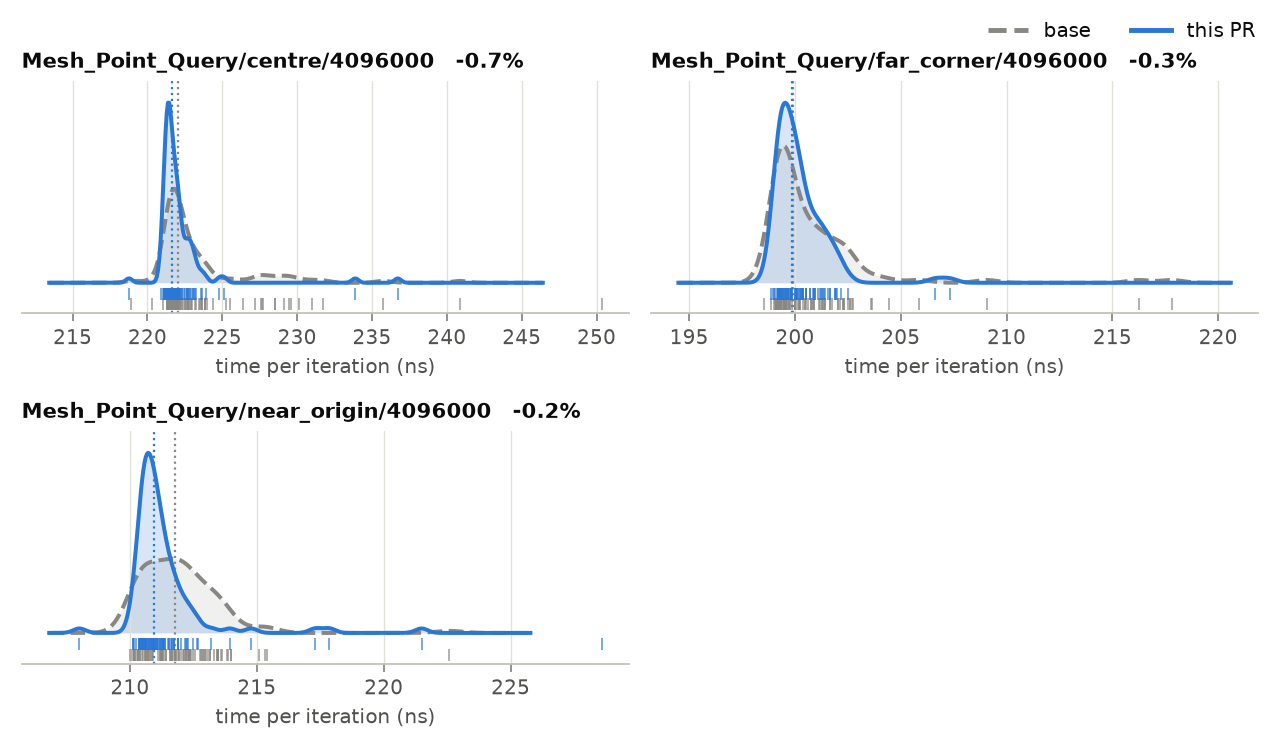 base this PR
Mesh_Point_Query/centre/4096000 -0.7%
215 220 225 230 235 240 245 250
time per iteration (ns)
Mesh_Point_Query/far_corner/4096000 -0.3%
195 200 205 210 215 220
time per iteration (ns)
Mesh_Point_Query/near_origin/4096000 -0.2%
210 215 220 225
time per iteration (ns)